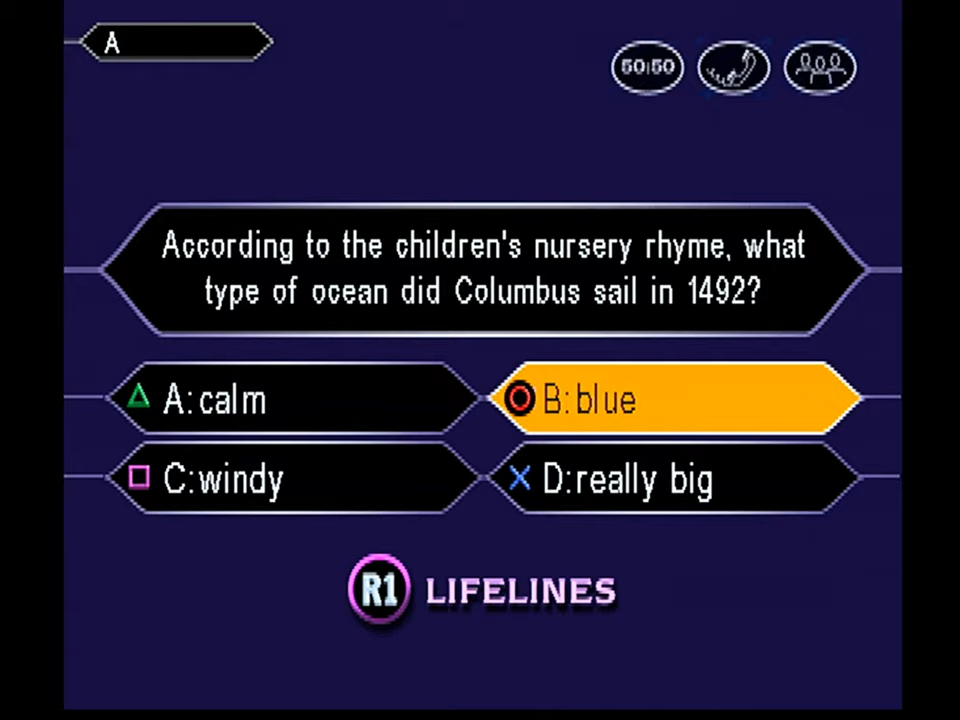 A
50:50
According to the children's nursery rhyme, what
type of ocean did Columbus sail in 1492?
A:calm
B:blue
C:windy
D:really big
R1 LIFELINES